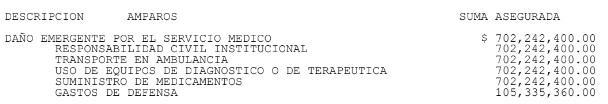 DESCRIPCION AMPAROS SUMA ASEGURADA
DAÑO EMERGENTE POR EL SERVICIO MEDICO $ 702,242,400.00
RESPONSABILIDAD CIVIL INSTITUCIONAL 702,242,400.00
TRANSPORTE EN AMBULANCIA 702,242,400.00
USO DE EQUIPOS DE DIAGNOSTICO O DE TERAPEUTICA 702,242,400.00
SUMINISTRO DE MEDICAMENTOS 702,242,400.00
GASTOS DE DEFENSA 105,335,360.00